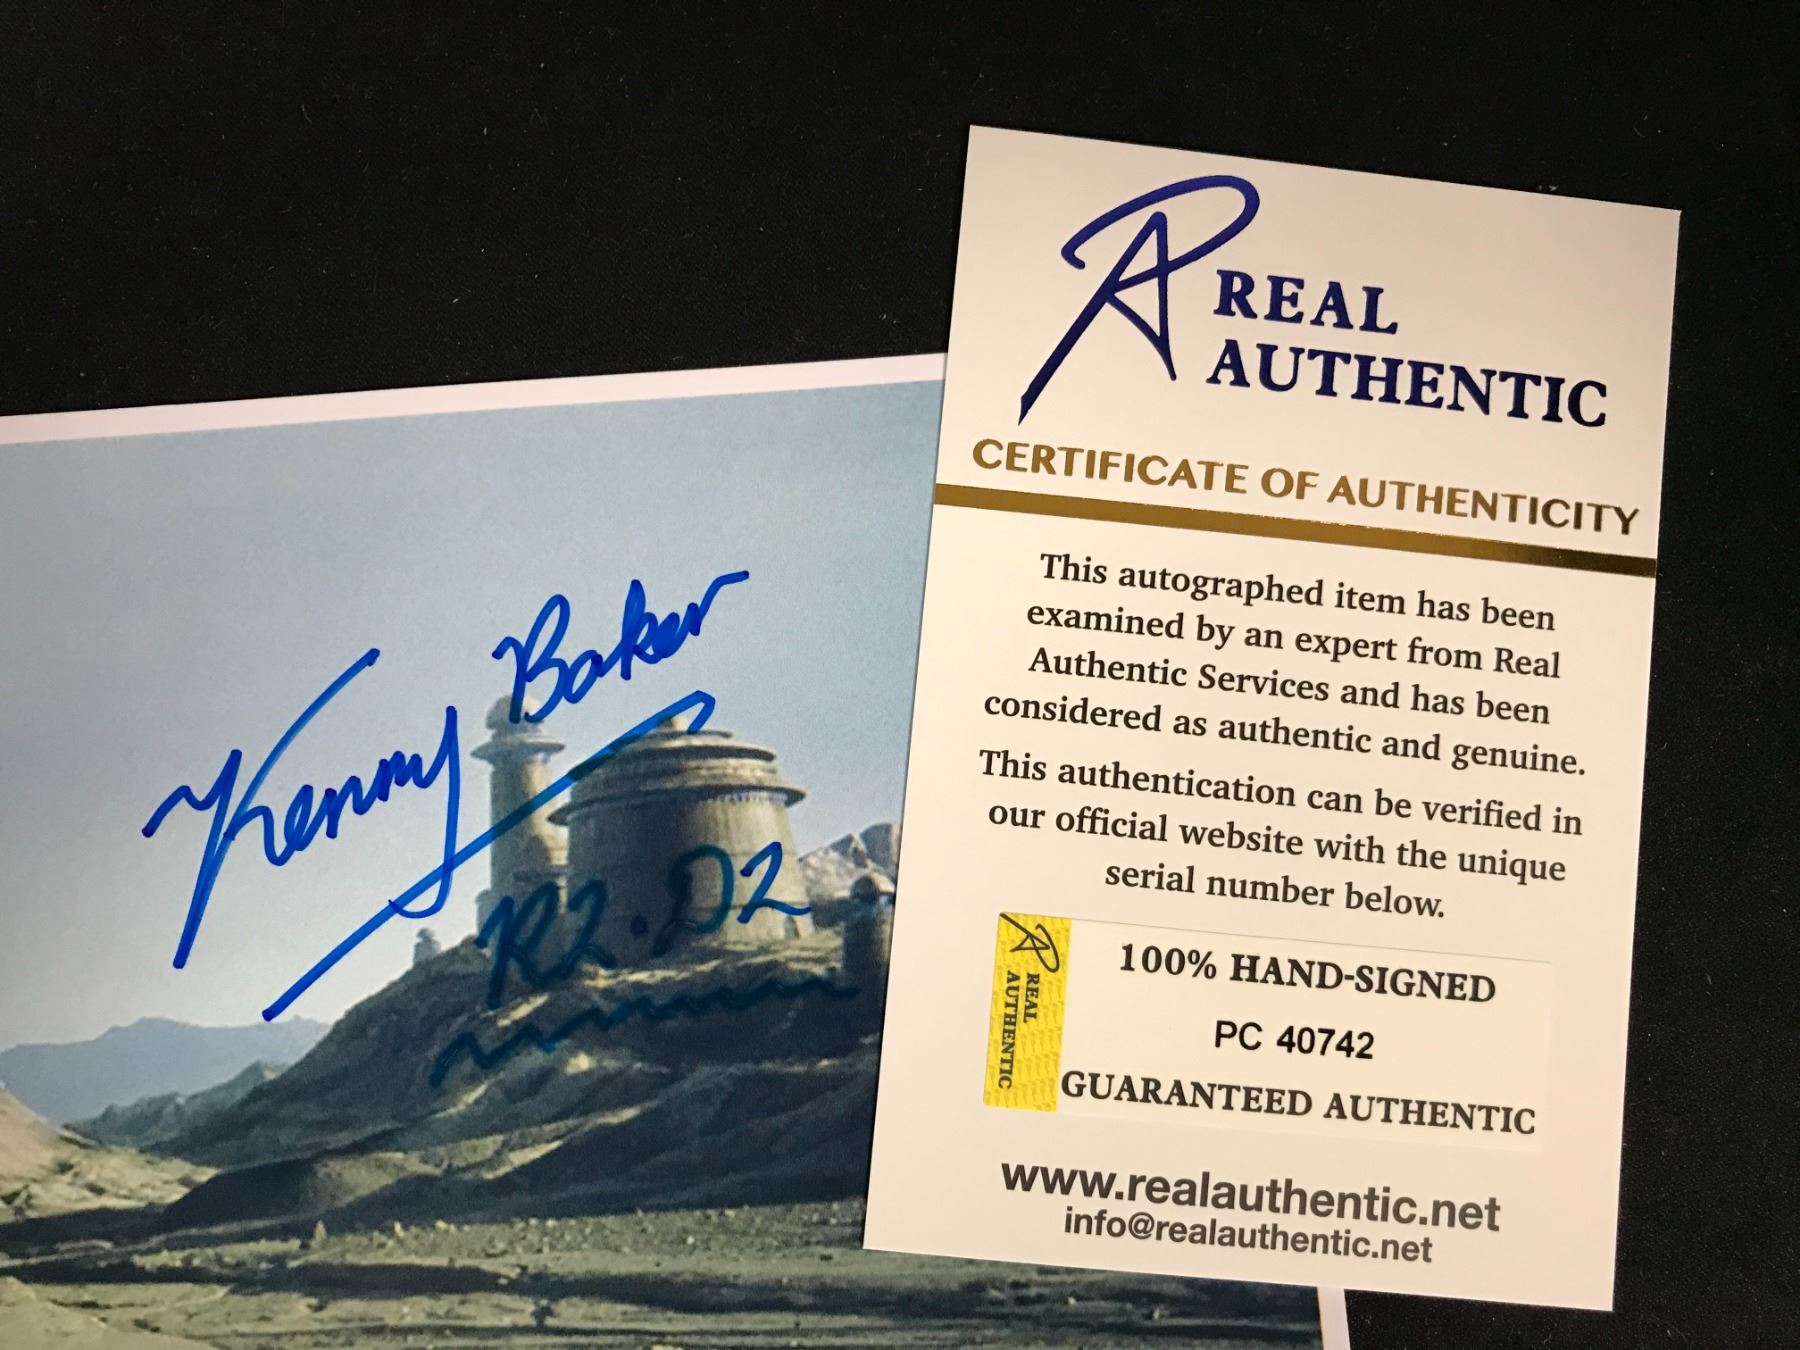 Kenny Baker
R2.D2
REAL
AUTHENTIC
CERTIFICATE OF AUTHENTICITY
This autographed item has been
examined by an expert from Real
Authentic Services and has been
considered as authentic and genuine.
This authentication can be verified in
our official website with the unique
serial number below.
REAL
AUTHENTIC
100% HAND-SIGNED
PC 40742
GUARANTEED AUTHENTIC
www.realauthentic.net
info@realauthentic.net